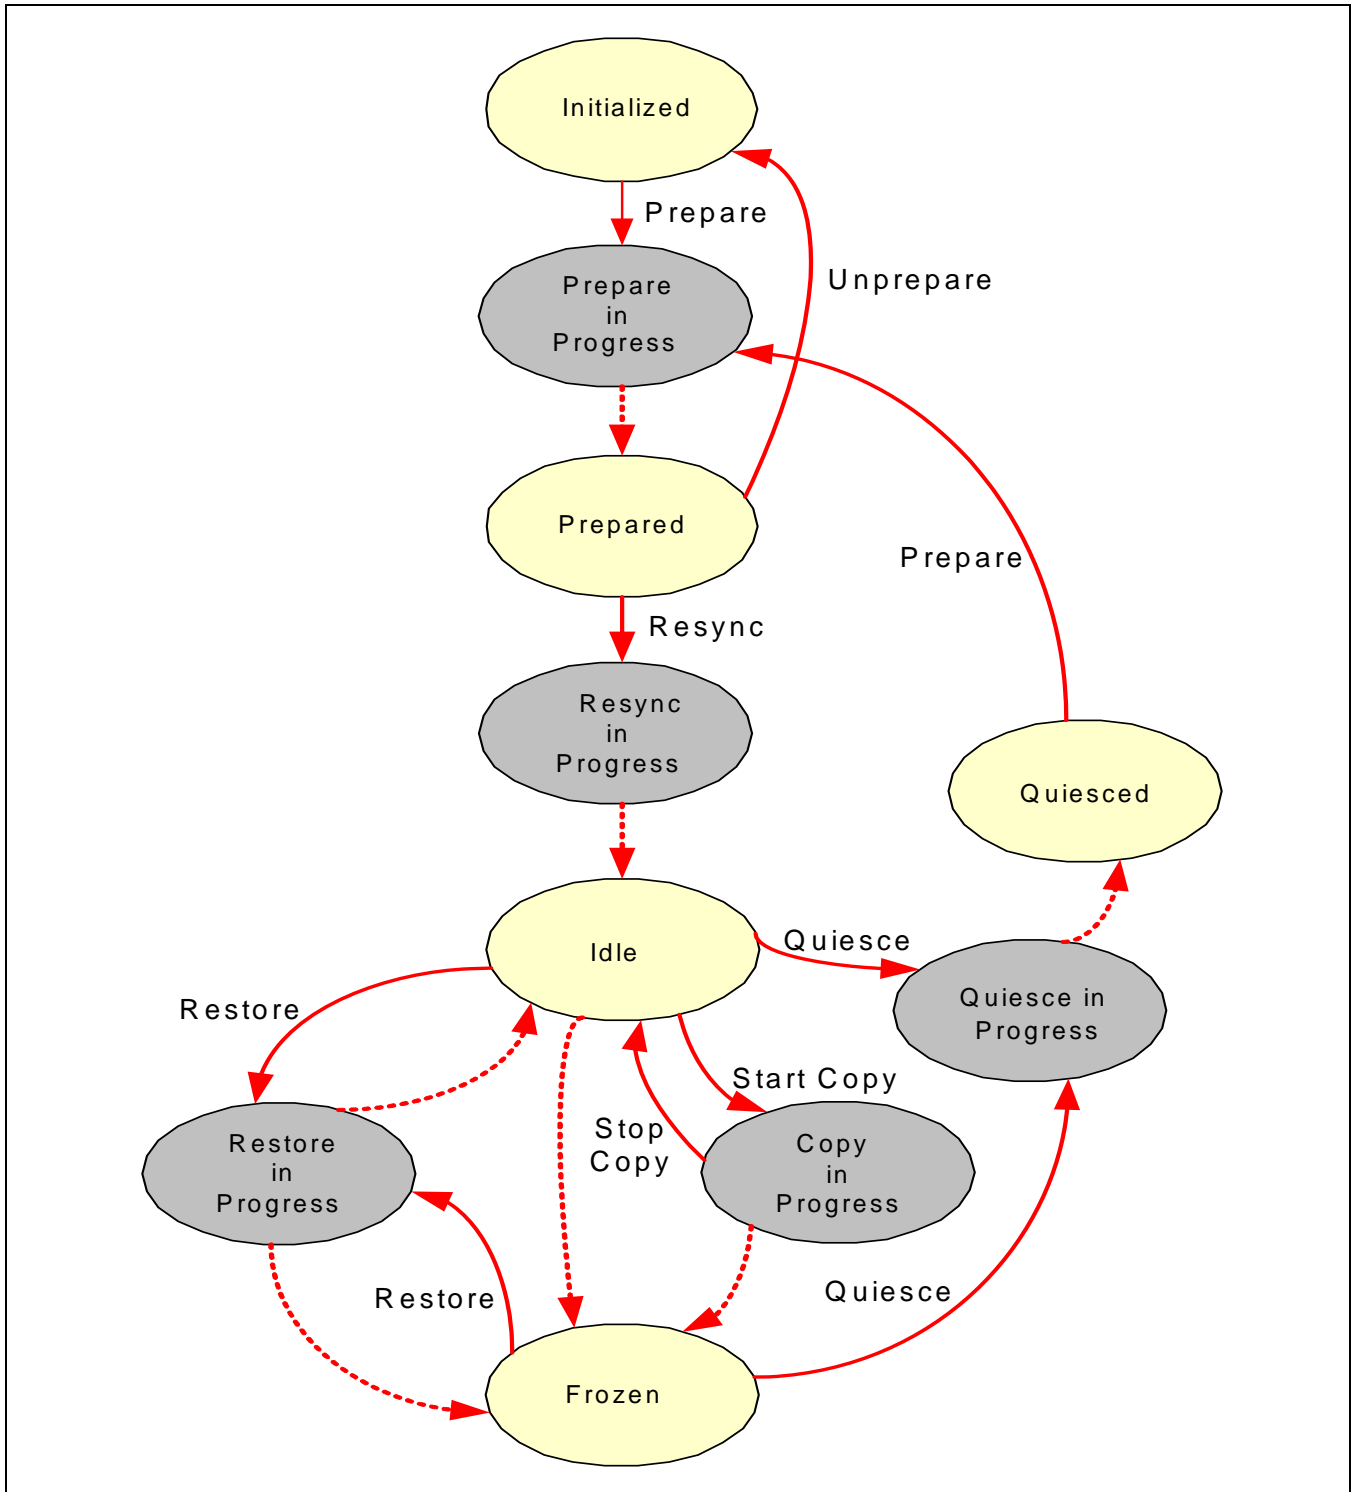 Initialized
Prepare
Prepare
in
Progress
Unprepare
Prepared
Prepare
Resync
Resync
in
Progress
Quiesced
Idle
Quiesce
Quiesce in
Progress
Restore
Start Copy
Stop
Copy
Restore
in
Progress
Copy
in
Progress
Restore
Quiesce
Frozen